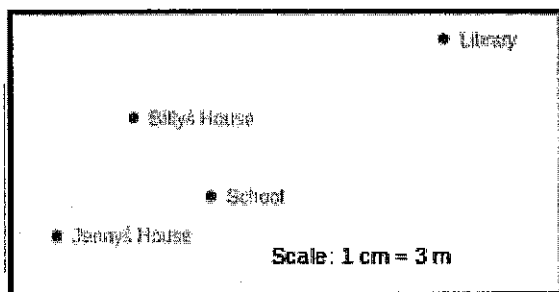 Library
Billy's House
School
Jenny's House
Scale: 1 cm = 3 m